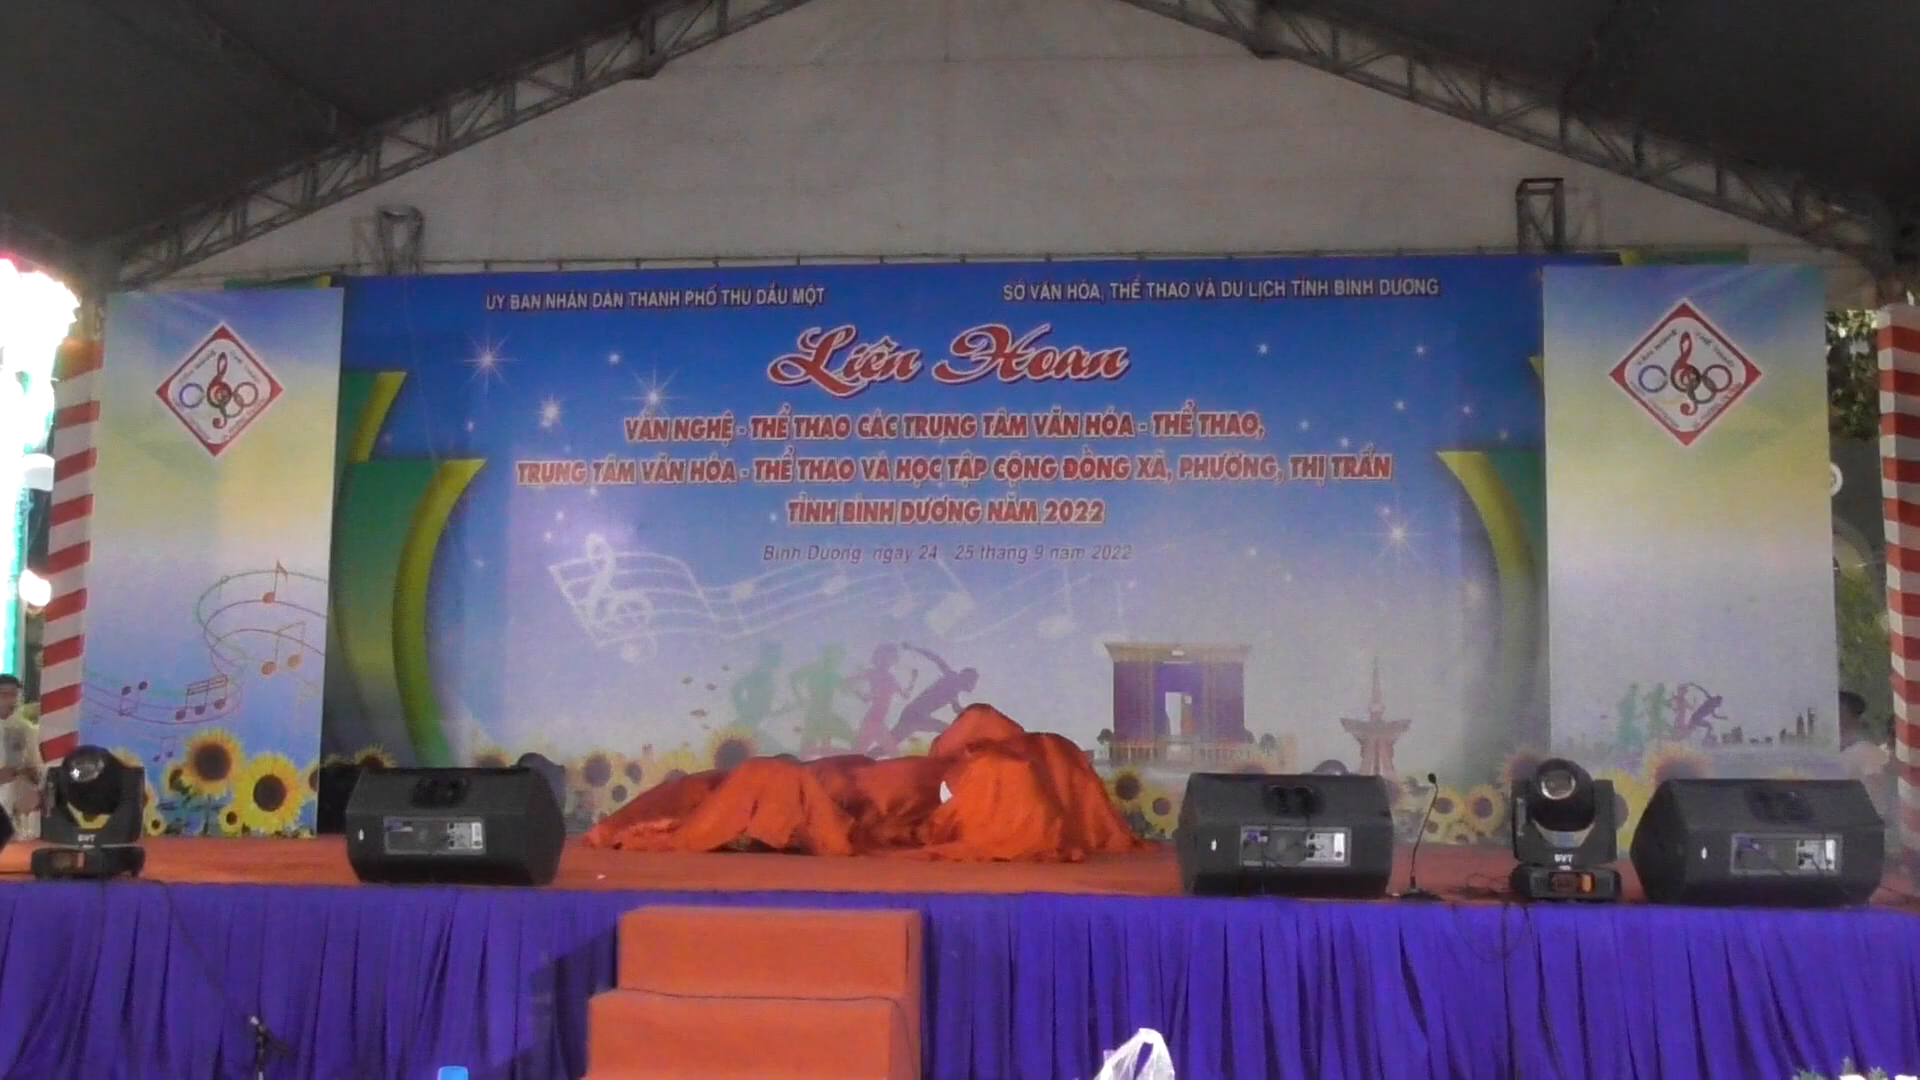 ỦY BAN NHÂN DÂN THÀNH PHỐ THỦ DẦU MỘT
SỞ VĂN HÓA, THỂ THAO VÀ DU LỊCH TỈNH BÌNH DƯƠNG
Liên Hoan
VĂN NGHỆ - THỂ THAO CÁC TRUNG TÂM VĂN HÓA - THỂ THAO,
TRUNG TÂM VĂN HÓA - THỂ THAO VÀ HỌC TẬP CỘNG ĐỒNG XÃ, PHƯỜNG, THỊ TRẤN
TỈNH BÌNH DƯƠNG NĂM 2022
Bình Dương, ngày 24 - 25 tháng 9 năm 2022